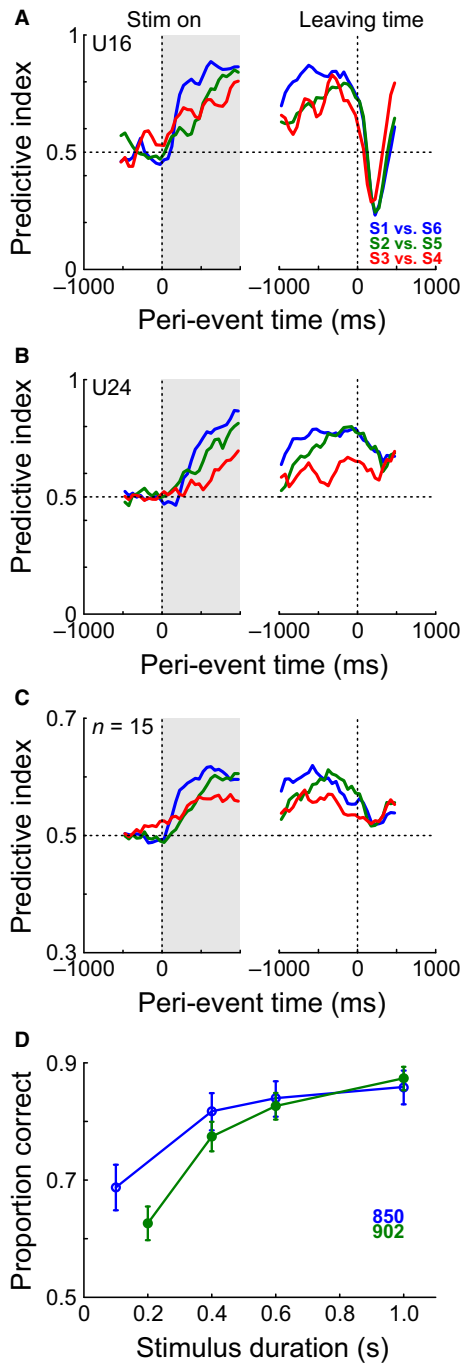 A
Stim on
Leaving time
U16
1
0.5
0
Predictive index
S1 vs. S6
S2 vs. S5
S3 vs. S4
–1000
0
1000
–1000
0
1000
Peri-event time (ms)
B
U24
1
0.5
0
Predictive index
–1000
0
1000
–1000
0
1000
Peri-event time (ms)
C
n = 15
0.7
0.5
0.3
Predictive index
–1000
0
1000
–1000
0
1000
Peri-event time (ms)
D
0.9
0.7
0.5
Proportion correct
850
902
0
0.2
0.4
0.6
0.8
1.0
Stimulus duration (s)